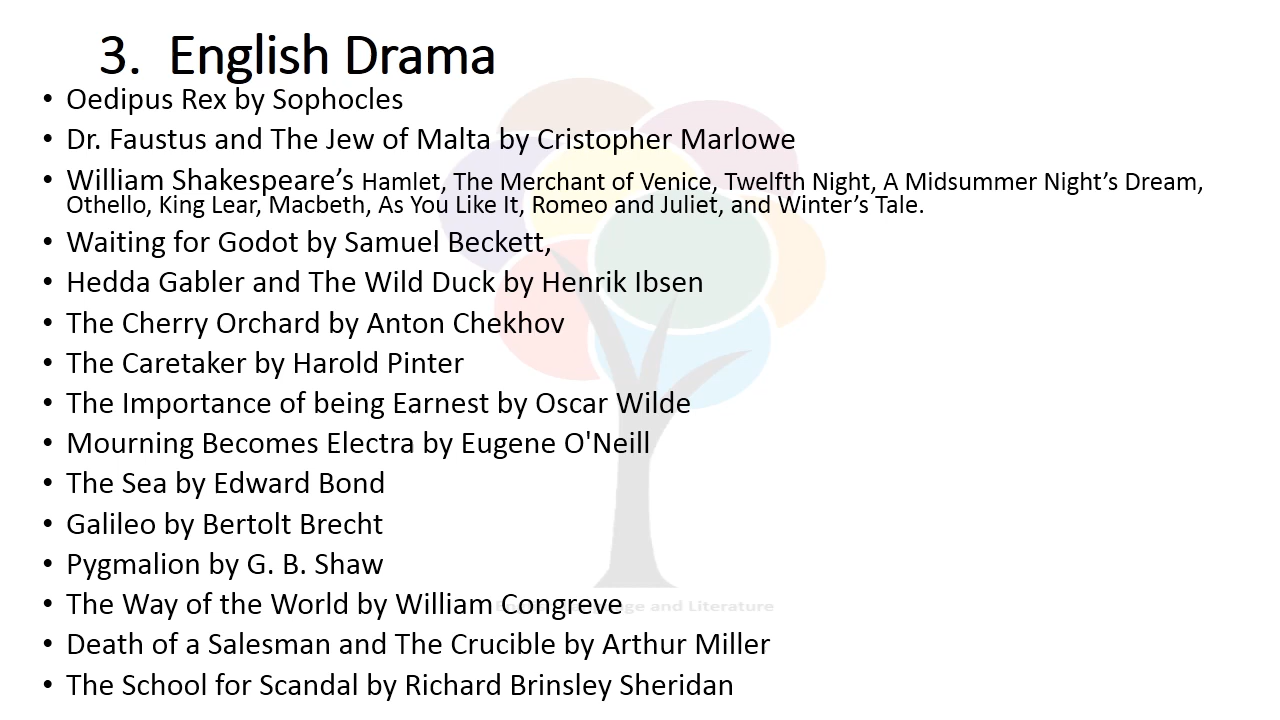 3. English Drama
• Oedipus Rex by Sophocles
• Dr. Faustus and The Jew of Malta by Cristopher Marlowe
• William Shakespeare’s Hamlet, The Merchant of Venice, Twelfth Night, A Midsummer Night’s Dream,
Othello, King Lear, Macbeth, As You Like It, Romeo and Juliet, and Winter’s Tale.
• Waiting for Godot by Samuel Beckett,
• Hedda Gabler and The Wild Duck by Henrik Ibsen
• The Cherry Orchard by Anton Chekhov
• The Caretaker by Harold Pinter
• The Importance of being Earnest by Oscar Wilde
• Mourning Becomes Electra by Eugene O'Neill
• The Sea by Edward Bond
• Galileo by Bertolt Brecht
• Pygmalion by G. B. Shaw
• The Way of the World by William Congreve
and Literature
• Death of a Salesman and The Crucible by Arthur Miller
• The School for Scandal by Richard Brinsley Sheridan